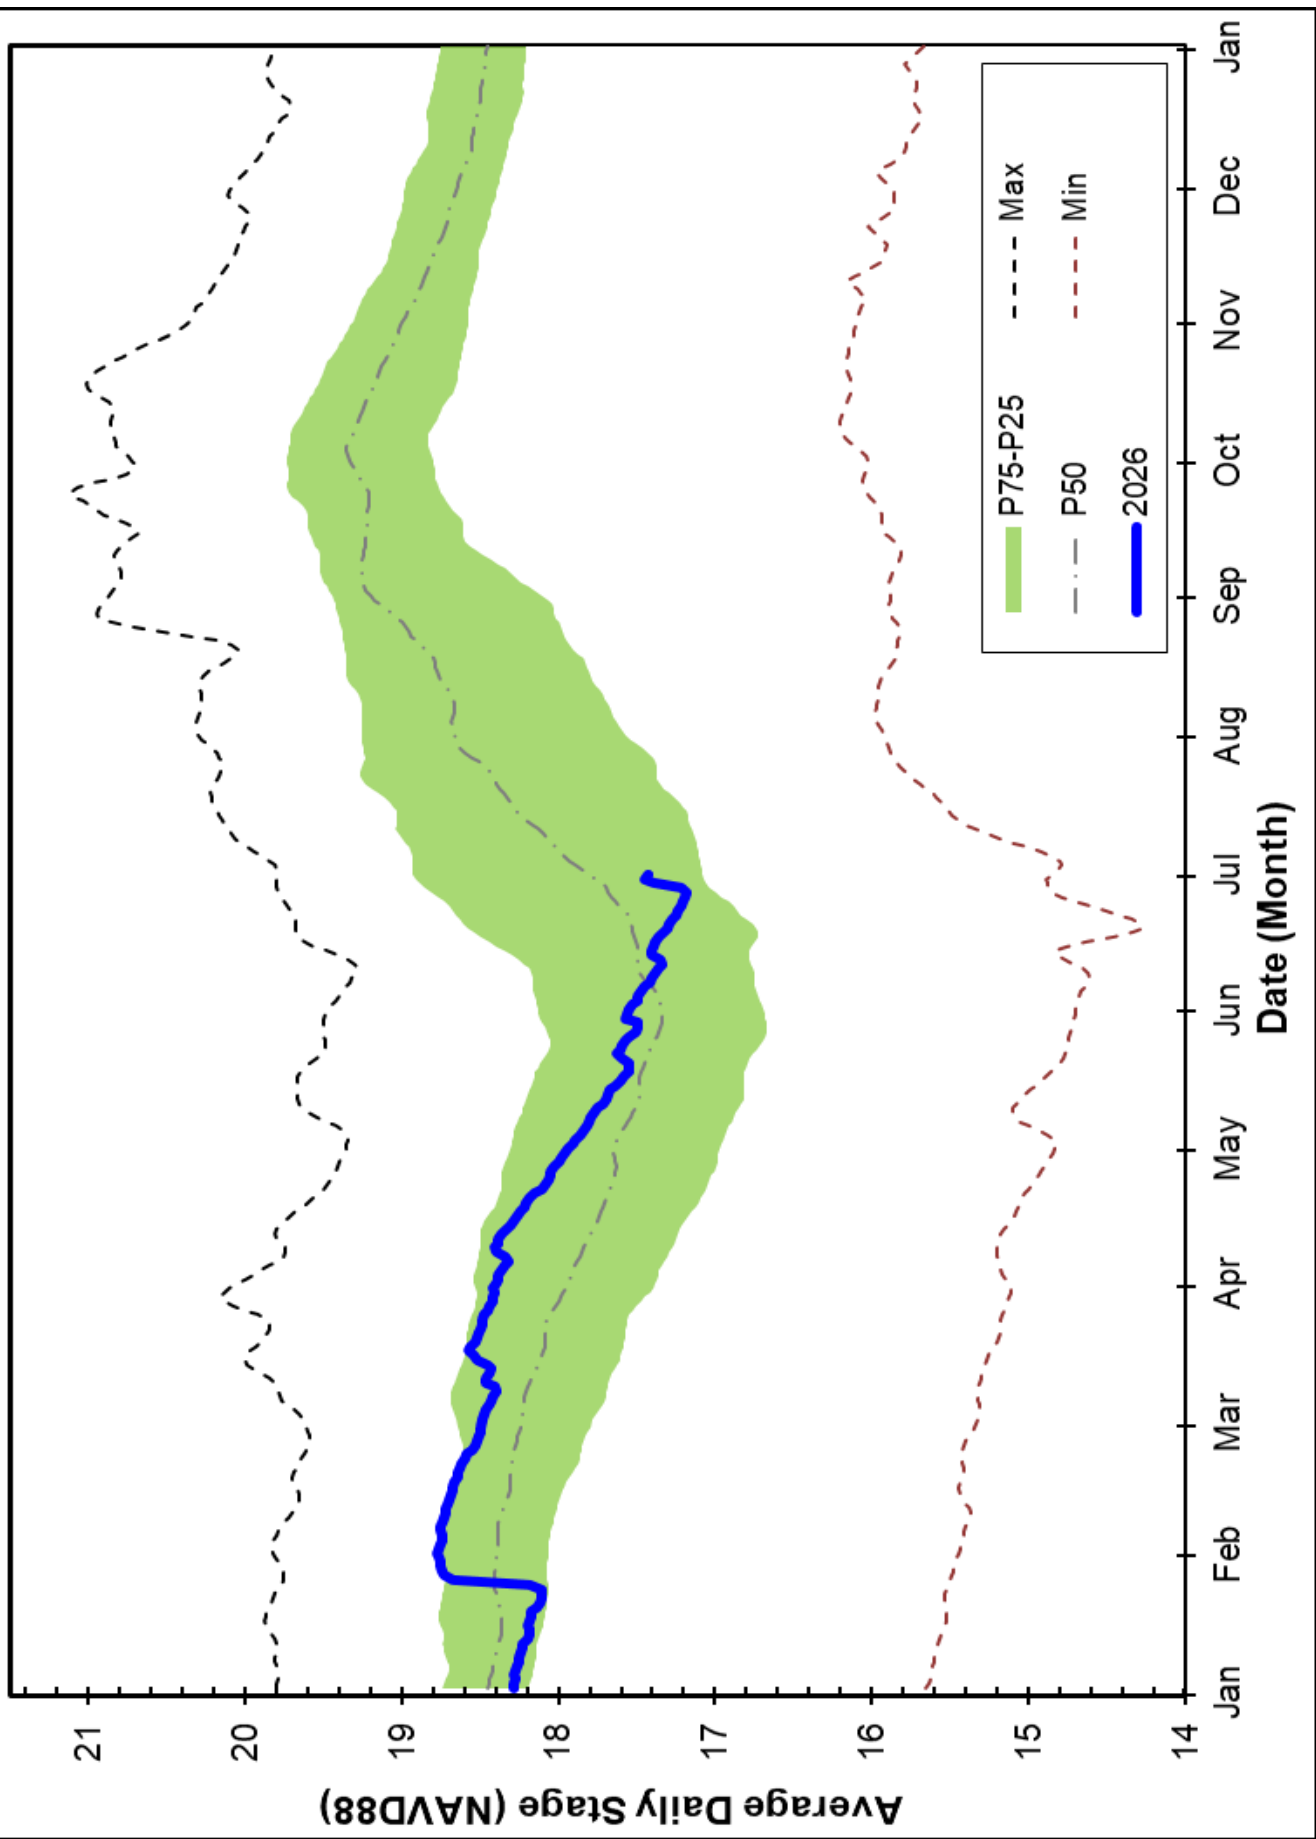 Average Daily Stage (NAVD88)
21
20
19
18
17
16
15
14
Jan
Feb
Mar
Apr
May
Jun
Jul
Aug
Sep
Oct
Nov
Dec
Jan
Date (Month)
P75-P25
Max
P50
Min
2026